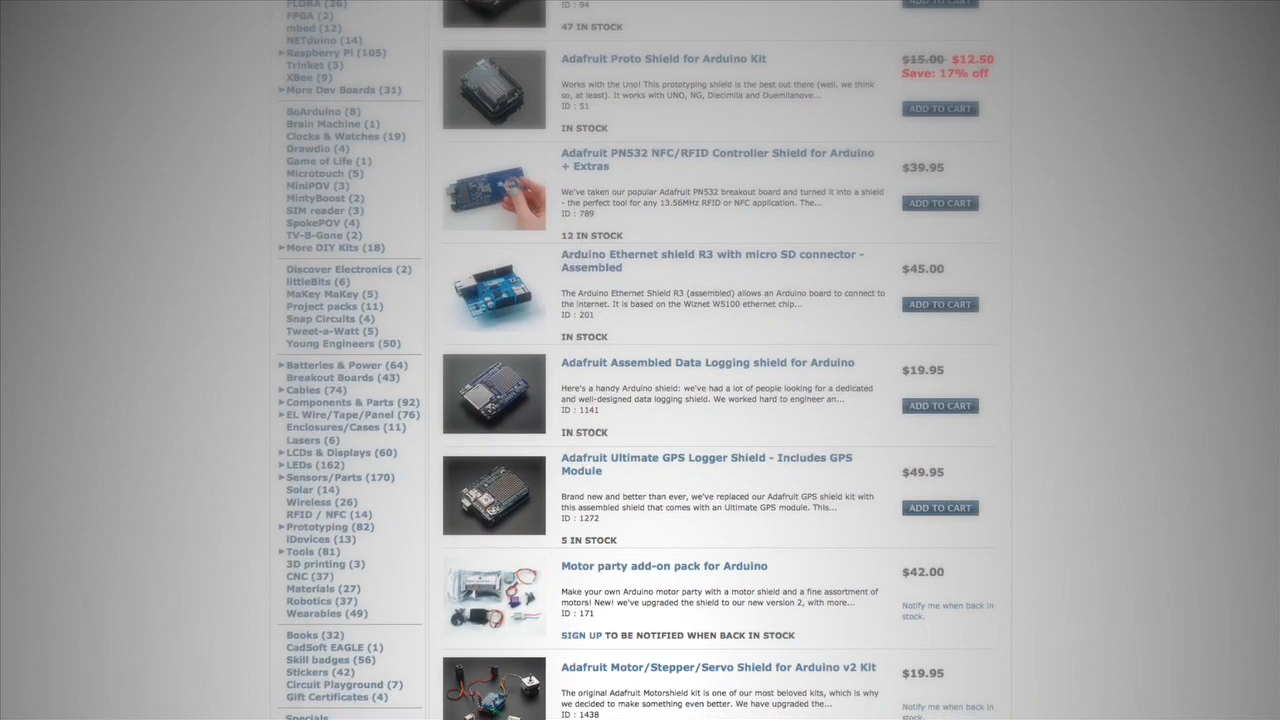 FLORA (26)
FPGA (2)
mbed (12)
NETduino (14)
Raspberry Pi (105)
Trinket (3)
XBee (9)
More Dev Boards (31)
BoArduino (8)
Brain Machine (1)
Clocks & Watches (19)
Drawdio (4)
Game of Life (1)
Microtouch (5)
MiniPOV (3)
MintyBoost (2)
SIM reader (3)
SpokePOV (4)
TV-B-Gone (2)
More DIY Kits (18)
Discover Electronics (2)
littleBits (6)
MaKey MaKey (5)
Project packs (11)
Snap Circuits (4)
Tweet-a-Watt (5)
Young Engineers (50)
Batteries & Power (64)
Breakout Boards (43)
Cables (74)
Components & Parts (92)
EL Wire/Tape/Panel (76)
Enclosures/Cases (11)
Lasers (6)
LCDs & Displays (60)
LEDs (162)
Sensors/Parts (170)
Solar (14)
Wireless (26)
RFID / NFC (14)
Prototyping (82)
iDevices (13)
Tools (81)
3D printing (3)
CNC (37)
Materials (27)
Robotics (37)
Wearables (49)
Books (32)
CadSoft EAGLE (1)
Skill badges (56)
Stickers (42)
Circuit Playground (7)
Gift Certificates (4)
Specials
ID : 94
47 IN STOCK
ADD TO CART
Adafruit Proto Shield for Arduino Kit
Works with the Uno! This prototyping shield is the best out there (well, we think
so, at least). It works with UNO, NG, Diecimila and Duemilanove...
ID : 51
IN STOCK
$15.00 $12.50
Save: 17% off
ADD TO CART
Adafruit PN532 NFC/RFID Controller Shield for Arduino
+ Extras
We've taken our popular Adafruit PN532 breakout board and turned it into a shield
- the perfect tool for any 13.56MHz RFID or NFC application. The...
ID : 789
12 IN STOCK
$39.95
ADD TO CART
Arduino Ethernet shield R3 with micro SD connector -
Assembled
The Arduino Ethernet Shield R3 (assembled) allows an Arduino board to connect to
the internet. It is based on the Wiznet W5100 ethernet chip...
ID : 201
IN STOCK
$45.00
ADD TO CART
Adafruit Assembled Data Logging shield for Arduino
Here's a handy Arduino shield: we've had a lot of people looking for a dedicated
and well-designed data logging shield. We worked hard to engineer an...
ID : 1141
IN STOCK
$19.95
ADD TO CART
Adafruit Ultimate GPS Logger Shield - Includes GPS
Module
Brand new and better than ever, we've replaced our Adafruit GPS shield kit with
this assembled shield that comes with an Ultimate GPS module. This...
ID : 1272
5 IN STOCK
$49.95
ADD TO CART
Motor party add-on pack for Arduino
Make your own Arduino motor party with a motor shield and a fine assortment of
motors! New! we've upgraded the shield to our new version 2, with more...
ID : 171
SIGN UP TO BE NOTIFIED WHEN BACK IN STOCK
$42.00
Notify me when back in
stock.
Adafruit Motor/Stepper/Servo Shield for Arduino v2 Kit
The original Adafruit Motorshield kit is one of our most beloved kits, which is why
we decided to make something even better. We have upgraded the...
ID : 1438
$19.95
Notify me when back in
stock.